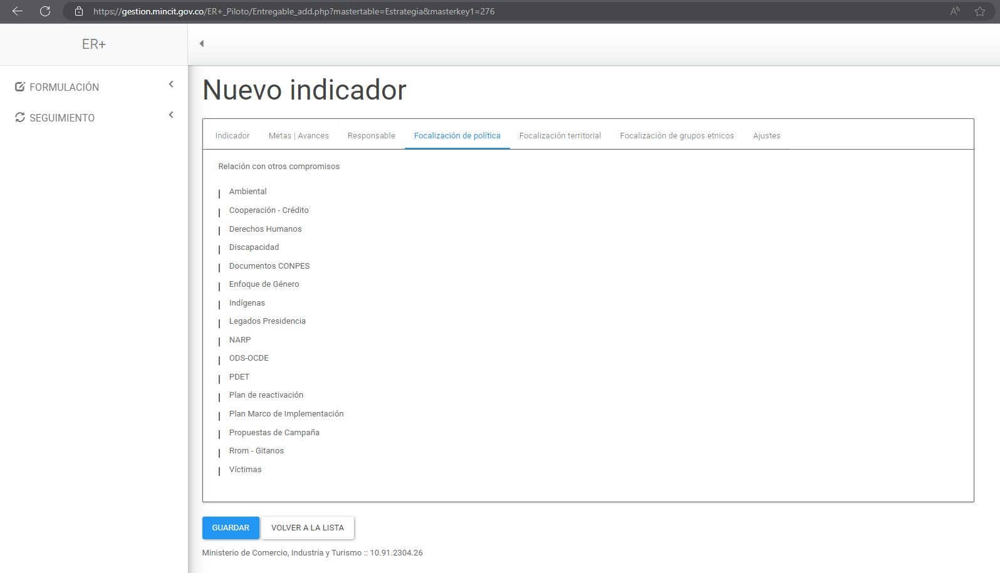 https://gestion.mincit.gov.co/ER+_Piloto/Entregable_add.php?mastertable=Estrategia&masterkey1=276
ER+
FORMULACIÓN
SEGUIMIENTO
Nuevo indicador
Indicador Metas | Avances Responsable Focalización de política Focalización territorial Focalización de grupos etnicos Ajustes
Relación con otros compromisos
Ambiental
Cooperación - Crédito
Derechos Humanos
Discapacidad
Documentos CONPES
Enfoque de Género
Indígenas
Legados Presidencia
NARP
ODS-OCDE
PDET
Plan de reactivación
Plan Marco de Implementación
Propuestas de Campaña
Rrom - Gitanos
Víctimas
GUARDAR VOLVER A LA LISTA
Ministerio de Comercio, Industria y Turismo :: 10.91.2304.26